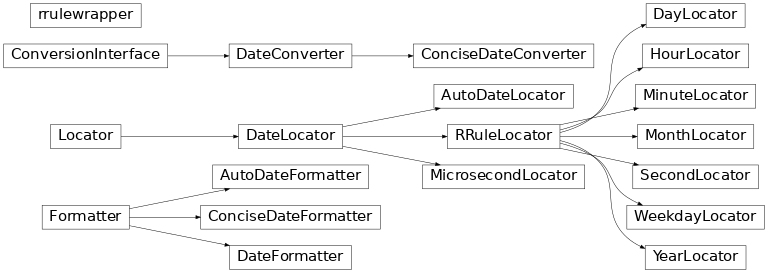 rrulewrapper
DayLocator
ConversionInterface
DateConverter
ConciseDateConverter
HourLocator
AutoDateLocator
MinuteLocator
Locator
DateLocator
RRuleLocator
MonthLocator
AutoDateFormatter
MicrosecondLocator
SecondLocator
Formatter
ConciseDateFormatter
WeekdayLocator
DateFormatter
YearLocator